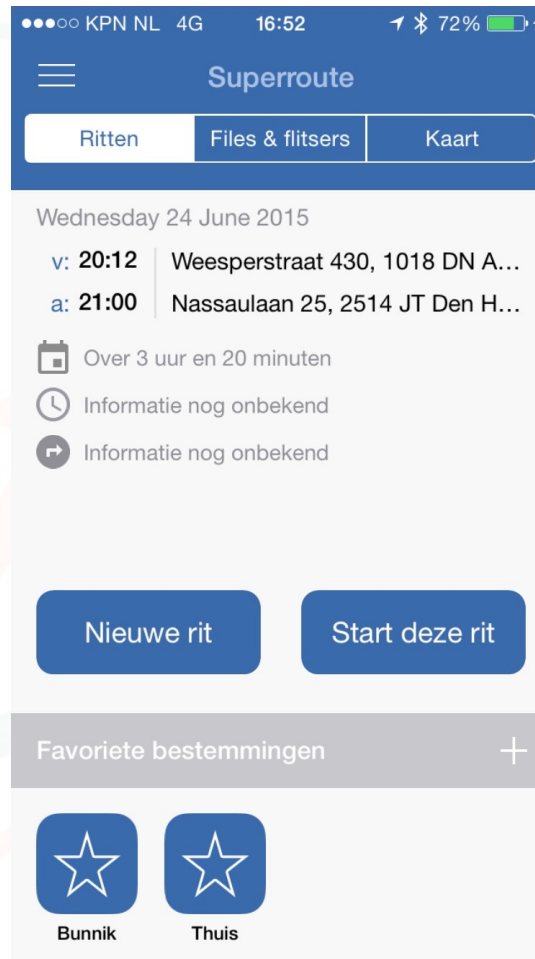 KPN NL 4G 16:52 72%
Superroute
Ritten Files & flitsers Kaart
Wednesday 24 June 2015
v: 20:12 Weesperstraat 430, 1018 DN A...
a: 21:00 Nassaulaan 25, 2514 JT Den H...
Over 3 uur en 20 minuten
Informatie nog onbekend
Informatie nog onbekend
Nieuwe rit Start deze rit
Favoriete bestemmingen +
Bunnik Thuis